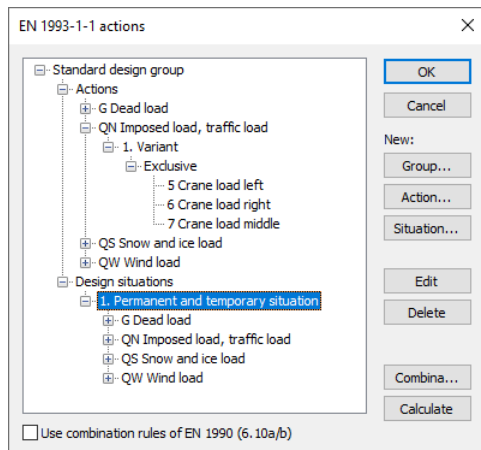 EN 1993-1-1 actions
Standard design group
Actions
G Dead load
QN Imposed load, traffic load
1. Variant
Exclusive
5 Crane load left
6 Crane load right
7 Crane load middle
QS Snow and ice load
QW Wind load
Design situations
1. Permanent and temporary situation
G Dead load
QN Imposed load, traffic load
QS Snow and ice load
QW Wind load
Use combination rules of EN 1990 (6.10a/b)
OK
Cancel
New:
Group...
Action...
Situation...
Edit
Delete
Combina...
Calculate